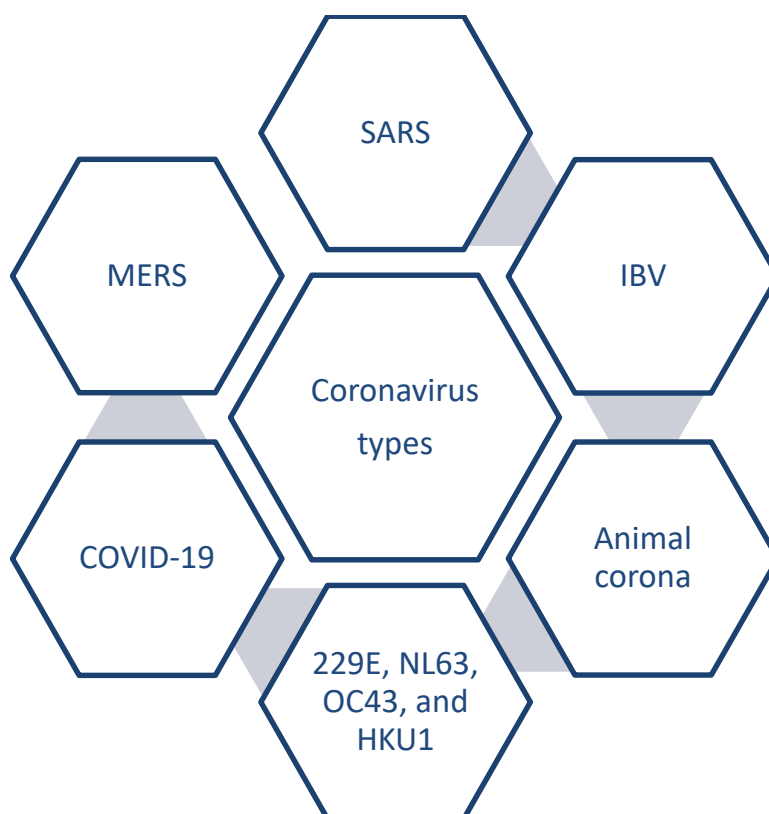 SARS
MERS
IBV
Coronavirus
types
COVID-19
Animal
corona
229E, NL63,
OC43, and
HKU1